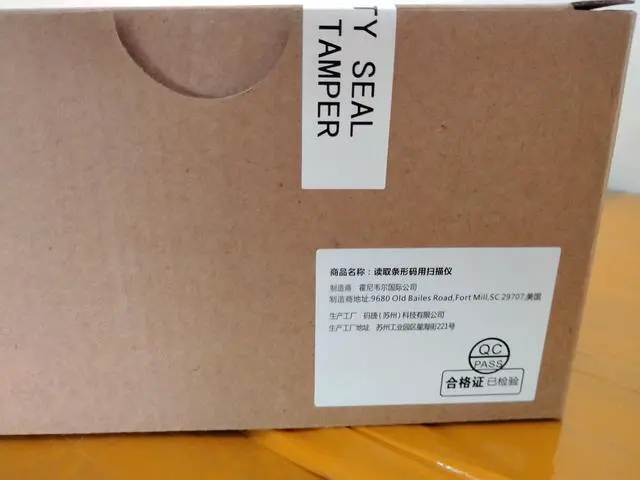 TY SEAL
TAMPER
商品名称：读取条形码用扫描仪
制造商 霍尼韦尔国际公司
制造商地址:9680 Old Bailes Road,Fort Mill,SC 29707,美国
生产工厂 码捷（苏州）科技有限公司
生产工厂地址 苏州工业园区星海街221号
QC
PASS
合格证 已检验